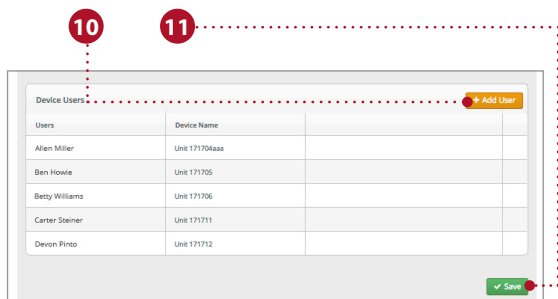 10 11
Device Users + Add User
Users Device Name
Allen Miller Unit 171704aaa
Ben Howie Unit 171705
Betty Williams Unit 171706
Carter Steiner Unit 171711
Devon Pinto Unit 171712
✔ Save